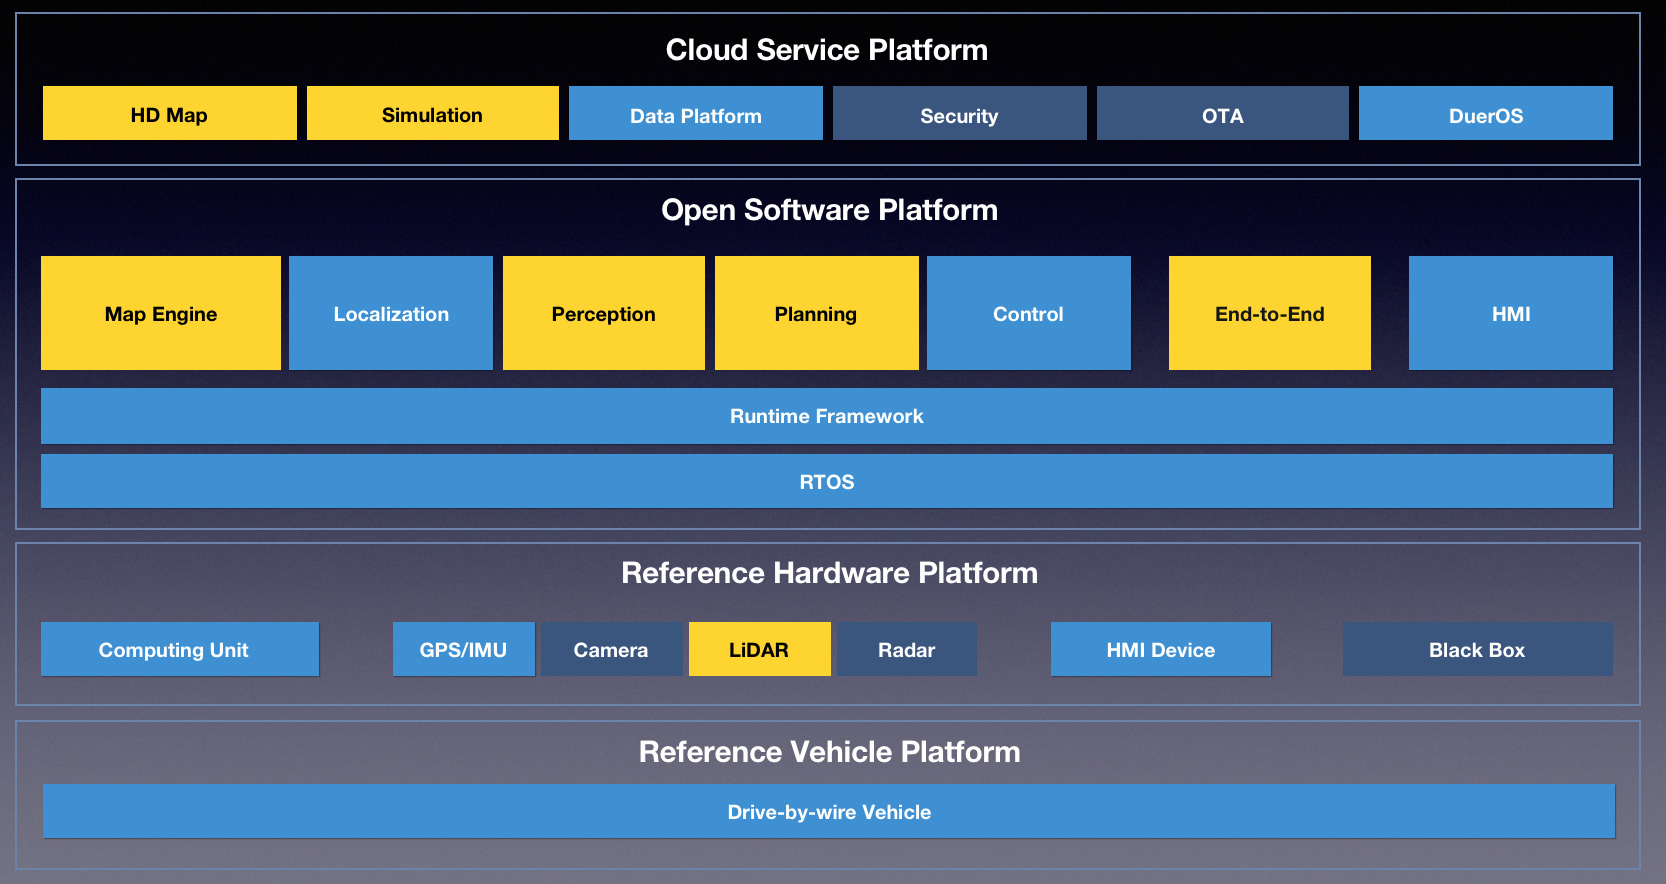 Cloud Service Platform
HD Map
Simulation
Data Platform
Security
OTA
DuerOS
Open Software Platform
Map Engine
Localization
Perception
Planning
Control
End-to-End
HMI
Runtime Framework
RTOS
Reference Hardware Platform
Computing Unit
GPS/IMU
Camera
LiDAR
Radar
HMI Device
Black Box
Reference Vehicle Platform
Drive-by-wire Vehicle